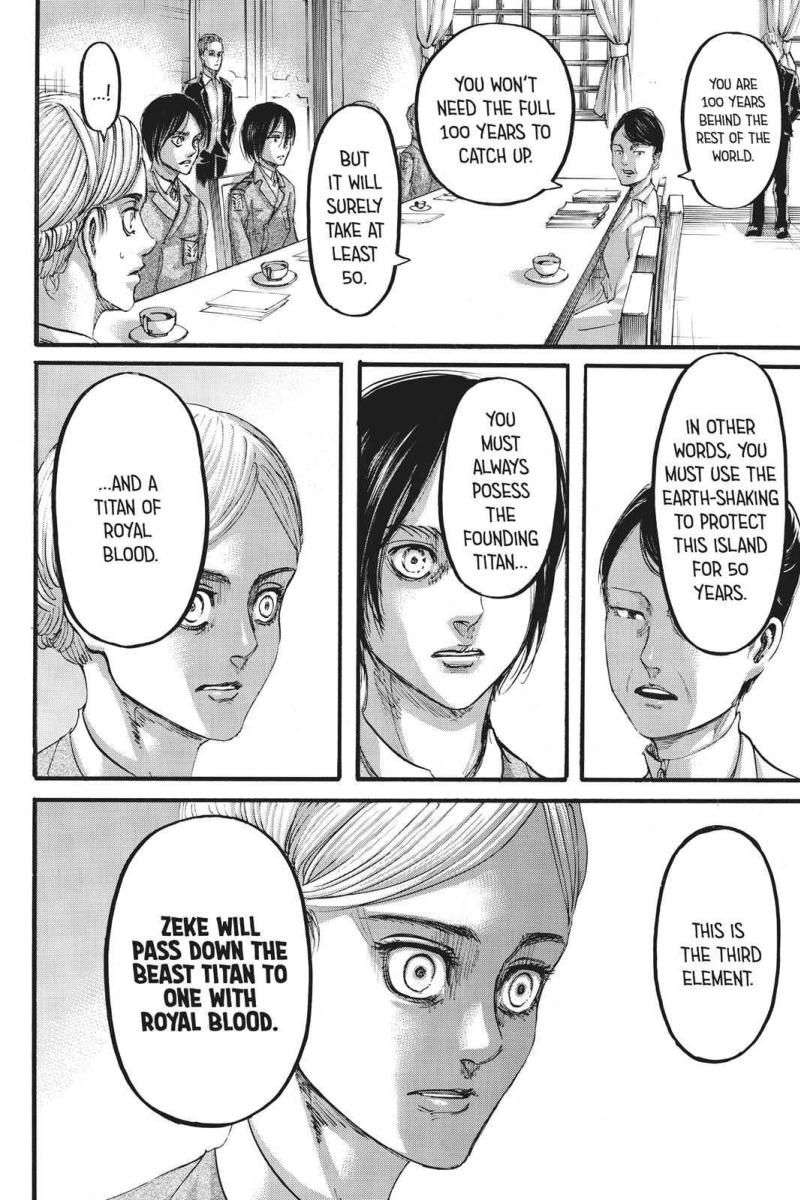 YOU ARE
100 YEARS
BEHIND THE
REST OF THE
WORLD.
YOU WON'T
NEED THE FULL
100 YEARS TO
CATCH UP.
BUT
IT WILL
SURELY
TAKE AT
LEAST
50.
...!
IN OTHER
WORDS, YOU
MUST USE THE
EARTH-SHAKING
TO PROTECT
THIS ISLAND
FOR 50
YEARS.
YOU
MUST
ALWAYS
POSESS
THE
FOUNDING
TITAN...
...AND A
TITAN OF
ROYAL
BLOOD.
THIS IS
THE THIRD
ELEMENT.
ZEKE WILL
PASS DOWN THE
BEAST TITAN TO
ONE WITH
ROYAL BLOOD.